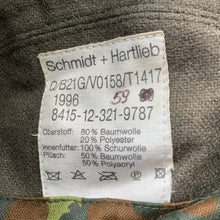 Schmidt + Hartlieb
D/B21G/V0158/T1417
1996 59
8415-12-321-9787
Oberstoff: 80% Baumwolle
20% Polyester
Innenfutter: 100% Schurwolle
Plüsch: 50% Baumwolle
50% Polyacryl